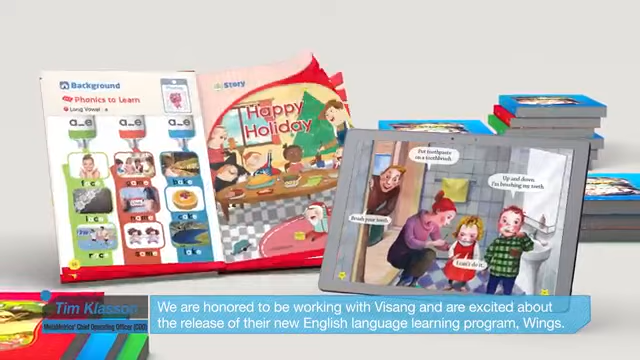 Background
Phonics to Learn
Long Vowel · a
a_e
a_e
a_e
Story
Happy
Holiday
Put toothpaste
on a toothbrush.
Up and down.
I'm brushing my teeth.
Brush your teeth.
I can't do it.
Tim Klasson
MetaMetrics' Chief Operating Officer (COO)
We are honored to be working with Visang and are excited about
the release of their new English language learning program, Wings.